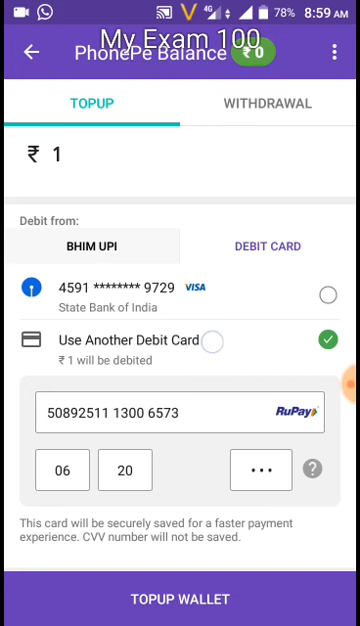 78% 8:59 AM
My Exam 100
PhonePe Balance ₹ 0
TOPUP WITHDRAWAL
₹ 1
Debit from:
BHIM UPI DEBIT CARD
4591 ******** 9729 VISA
State Bank of India
Use Another Debit Card
₹ 1 will be debited
50892511 1300 6573 RuPay
06 20 ••• ?
This card will be securely saved for a faster payment
experience. CVV number will not be saved.
TOPUP WALLET